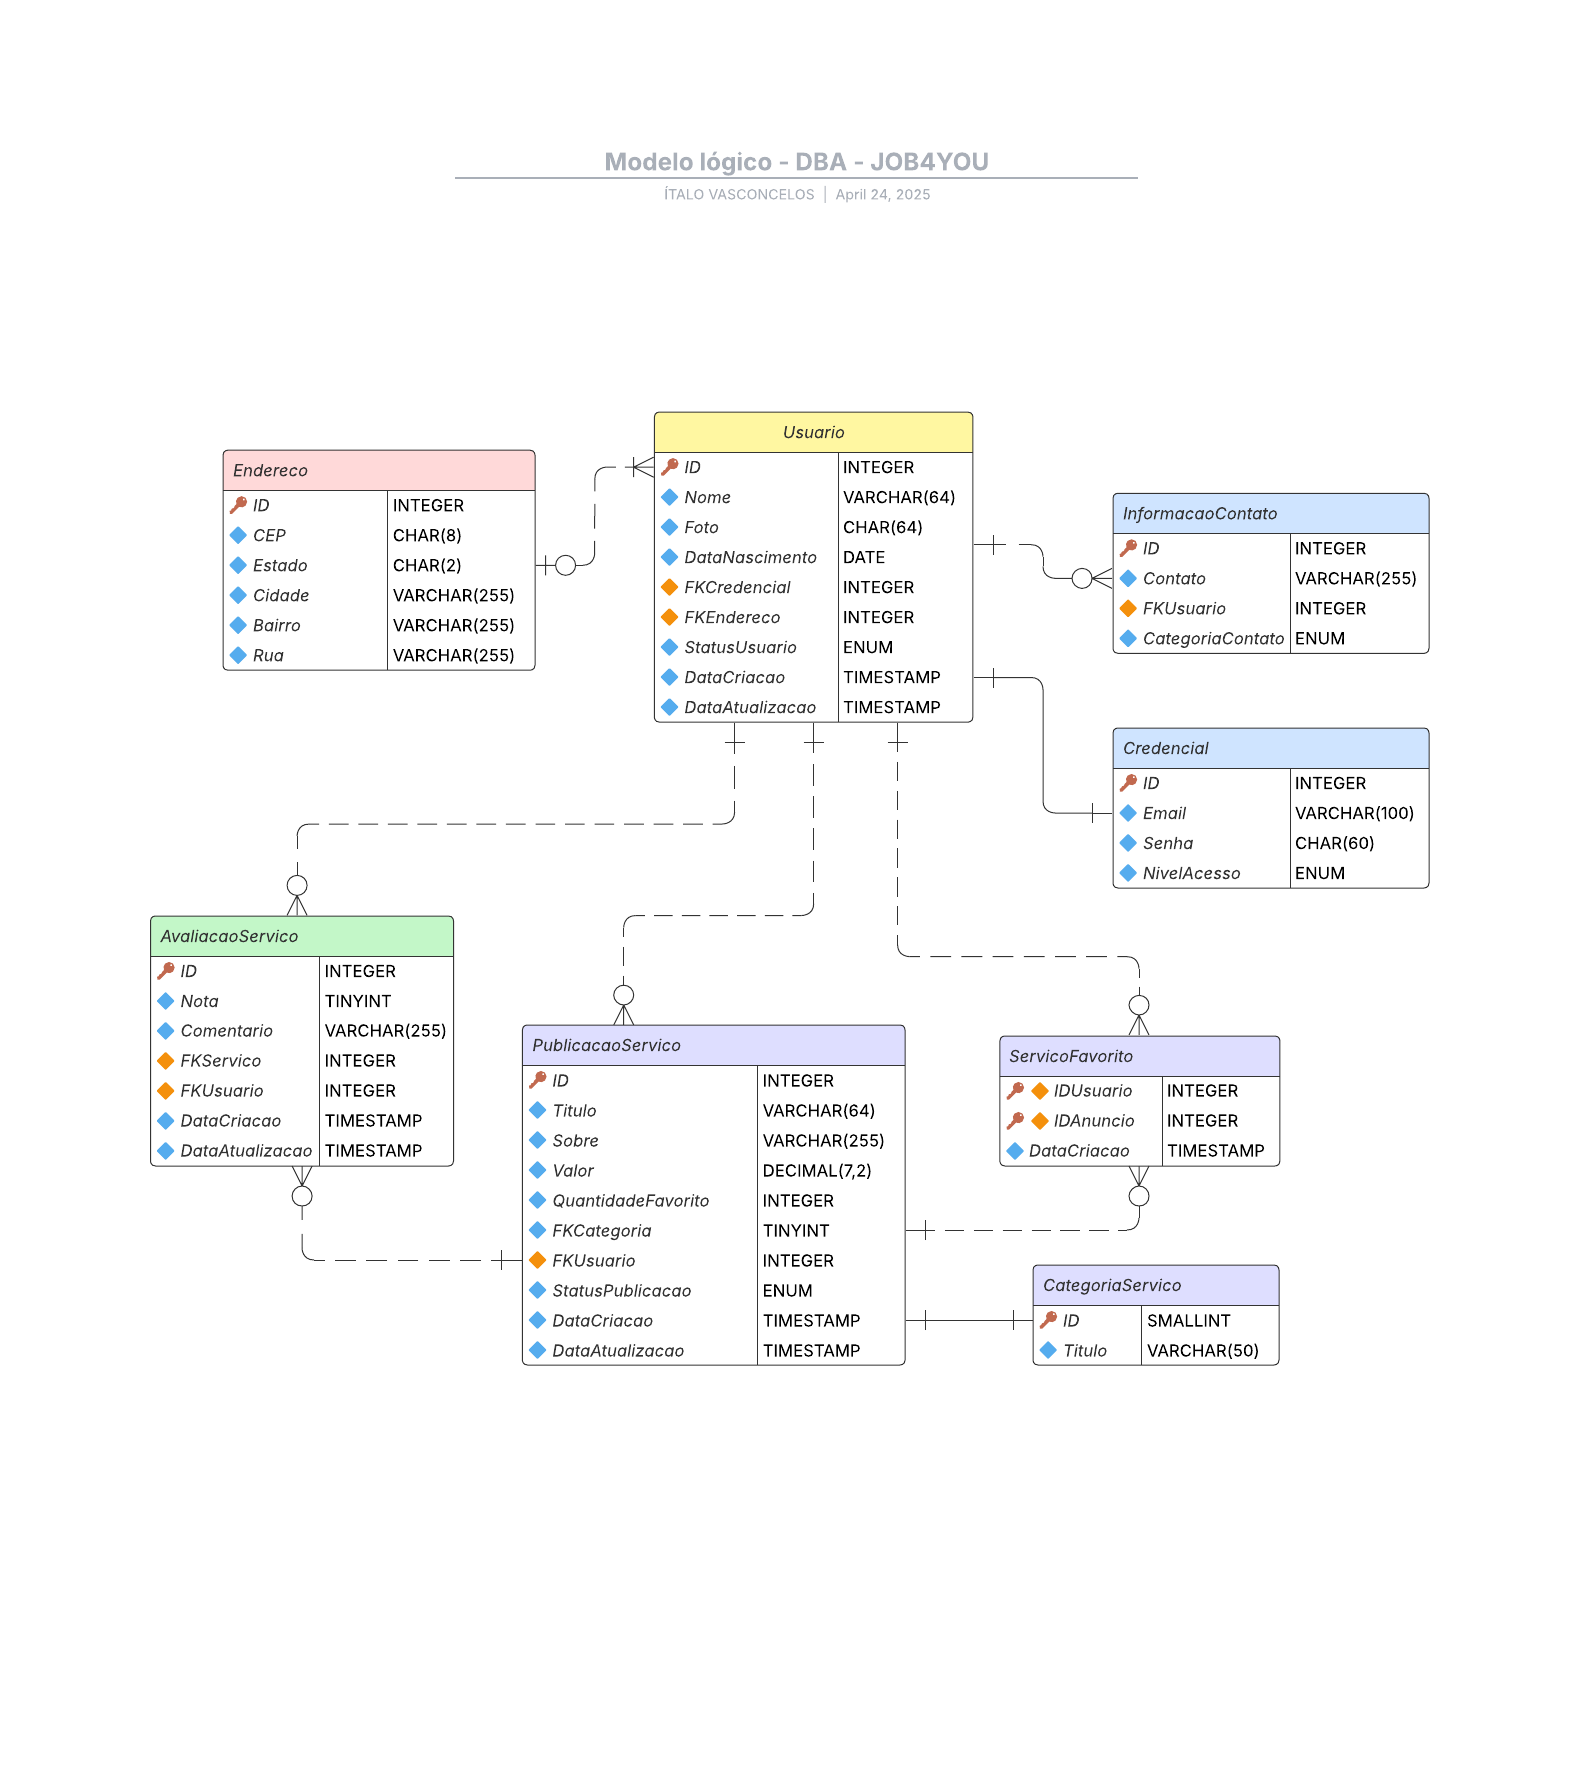 Modelo lógico - DBA - JOB4YOU
ÍTALO VASCONCELOS | April 24, 2025
Usuario
ID INTEGER
Nome VARCHAR(64)
Foto CHAR(64)
DataNascimento DATE
FKCredencial INTEGER
FKEndereco INTEGER
StatusUsuario ENUM
DataCriacao TIMESTAMP
DataAtualizacao TIMESTAMP
Endereco
ID INTEGER
CEP CHAR(8)
Estado CHAR(2)
Cidade VARCHAR(255)
Bairro VARCHAR(255)
Rua VARCHAR(255)
InformacaoContato
ID INTEGER
Contato VARCHAR(255)
FKUsuario INTEGER
CategoriaContato ENUM
Credencial
ID INTEGER
Email VARCHAR(100)
Senha CHAR(60)
NivelAcesso ENUM
AvaliacaoServico
ID INTEGER
Nota TINYINT
Comentario VARCHAR(255)
FKServico INTEGER
FKUsuario INTEGER
DataCriacao TIMESTAMP
DataAtualizacao TIMESTAMP
PublicacaoServico
ID INTEGER
Titulo VARCHAR(64)
Sobre VARCHAR(255)
Valor DECIMAL(7,2)
QuantidadeFavorito INTEGER
FKCategoria TINYINT
FKUsuario INTEGER
StatusPublicacao ENUM
DataCriacao TIMESTAMP
DataAtualizacao TIMESTAMP
ServicoFavorito
IDUsuario INTEGER
IDAnuncio INTEGER
DataCriacao TIMESTAMP
CategoriaServico
ID SMALLINT
Titulo VARCHAR(50)